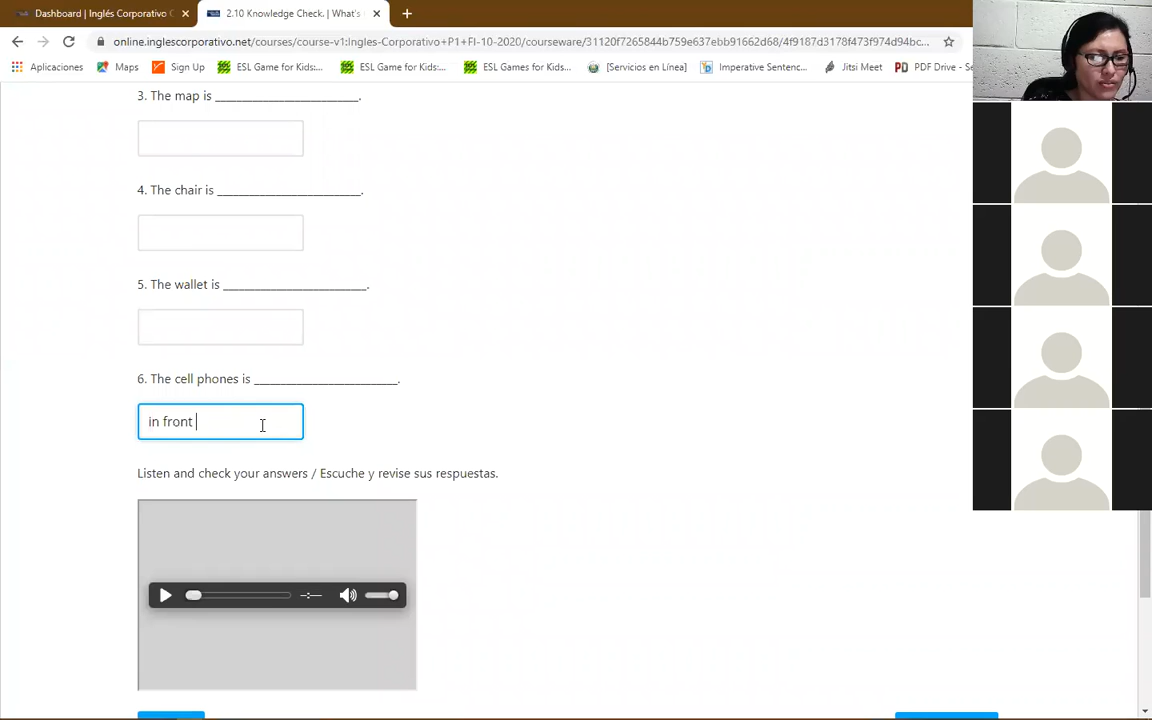 Dashboard | Inglés Corporativo
2.10 Knowledge Check. | What's
online.inglescorporativo.net/courses/course-v1:Ingles-Corporativo+P1+FI-10-2020/courseware/31120f7265844b759e637ebb91662d68/4f9187d3178f473f974d94bc...
Aplicaciones Maps Sign Up ESL Game for Kids:... ESL Game for Kids:... ESL Games for Kids:... [Servicios en Línea] Imperative Sentenc... Jitsi Meet PDF Drive - Se
3. The map is ______________________.
4. The chair is ______________________.
5. The wallet is ______________________.
6. The cell phones is ______________________.
in front
Listen and check your answers / Escuche y revise sus respuestas.
-:--